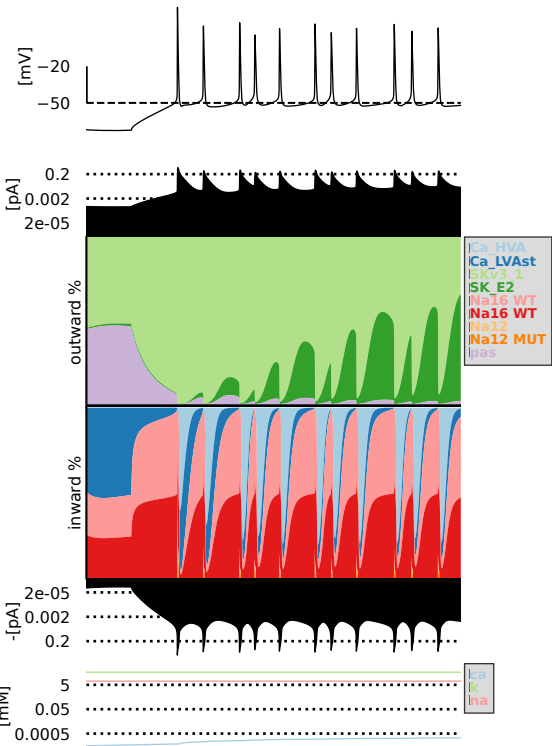 [mV]
−20
−50
[pA]
0.2
0.002
2e-05
outward %
Ca_HVA
Ca_LVAst
SKv3_1
SK_E2
Na16 WT
Na16 WT
Na12
Na12 MUT
pas
inward %
-[pA]
2e-05
0.002
0.2
[mM]
5
0.05
0.0005
ca
k
na